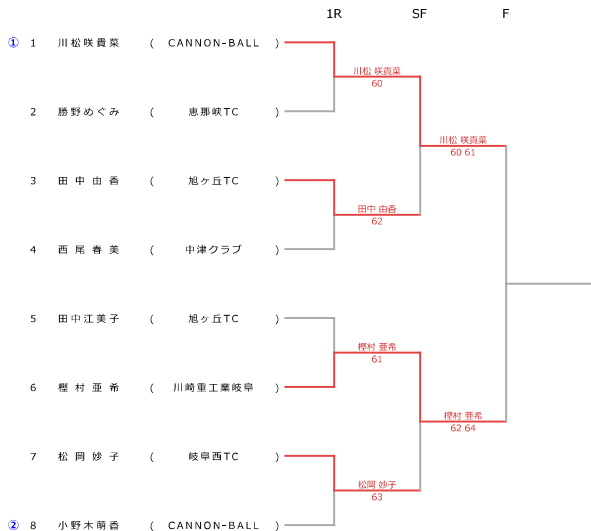 1R SF F
① 1 川松咲貴菜 ( CANNON-BALL )
川松 咲貴菜
60
2 勝野めぐみ ( 恵那峡TC )
川松 咲貴菜
60 61
3 田中由香 ( 旭ヶ丘TC )
田中 由香
62
4 西尾春美 ( 中津クラブ )
5 田中江美子 ( 旭ヶ丘TC )
樫村 亜希
61
6 樫村亜希 ( 川崎重工業岐阜 )
樫村 亜希
62 64
7 松岡妙子 ( 岐阜西TC )
松岡 妙子
63
② 8 小野木萌香 ( CANNON-BALL )